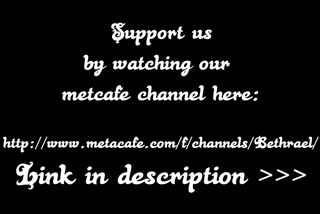 Support us
by watching our
metcafe channel here:
http://www.metacafe.com/f/channels/Bethrael/
Link in description >>>